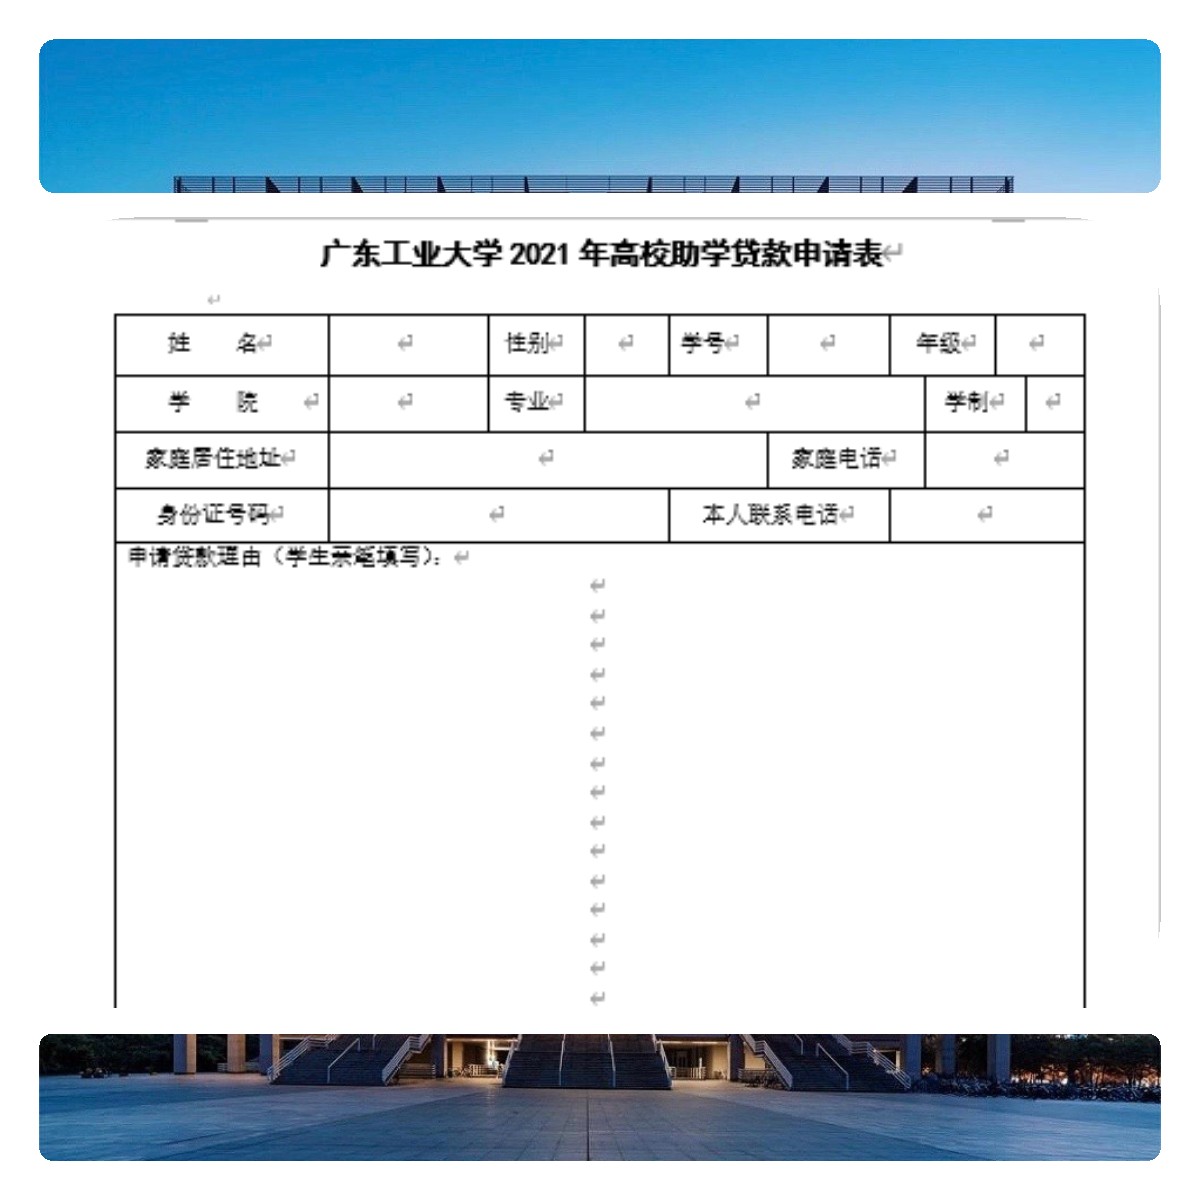 广东工业大学 2021 年高校助学贷款申请表
姓 名 性别 学号 年级
学 院 专业 学制
家庭居住地址 家庭电话
身份证号码 本人联系电话
申请贷款理由（学生亲笔填写）：